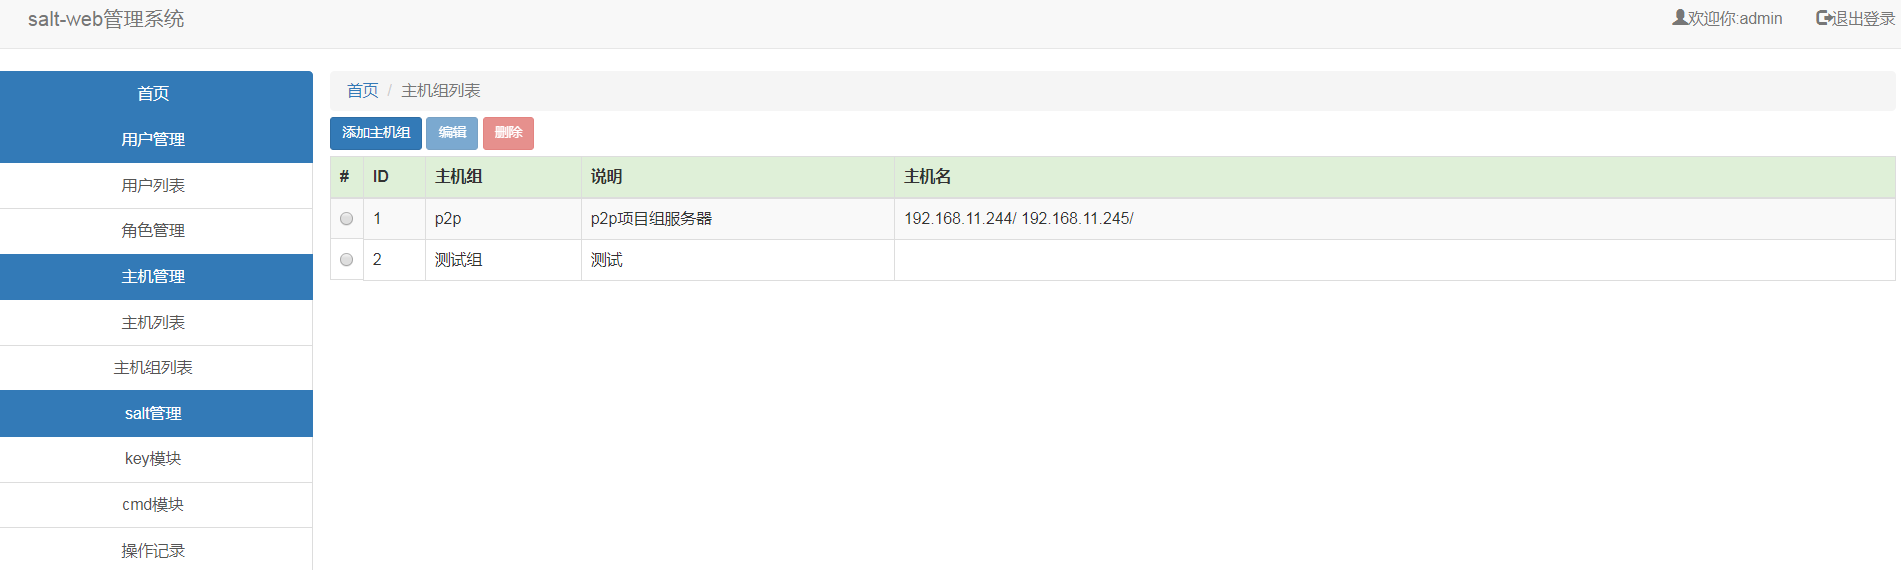 salt-web管理系统
欢迎你:admin 退出登录
首页
用户管理
用户列表
角色管理
主机管理
主机列表
主机组列表
salt管理
key模块
cmd模块
操作记录
首页 / 主机组列表
添加主机组 编辑 删除
# ID 主机组 说明 主机名
1 p2p p2p项目组服务器 192.168.11.244/ 192.168.11.245/
2 测试组 测试